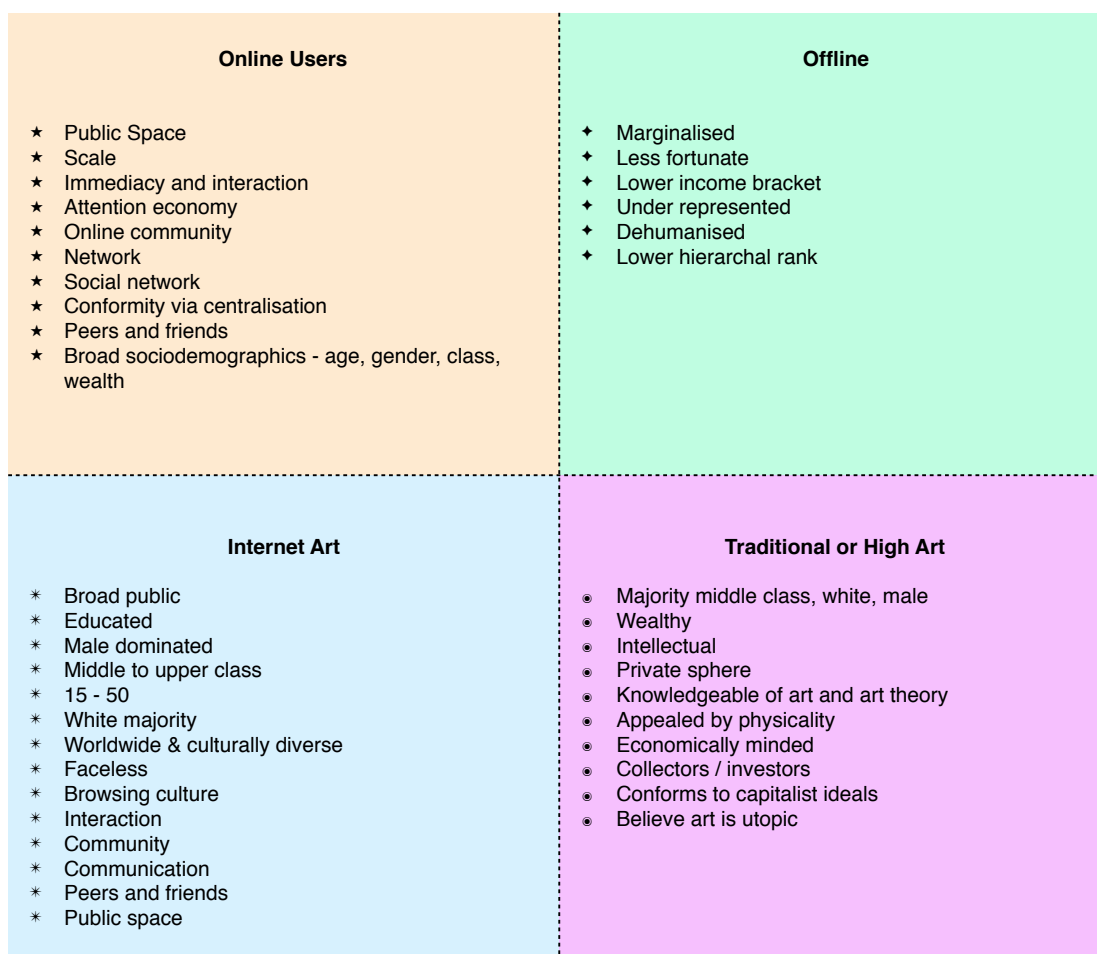 Online Users
★ Public Space
★ Scale
★ Immediacy and interaction
★ Attention economy
★ Online community
★ Network
★ Social network
★ Conformity via centralisation
★ Peers and friends
★ Broad sociodemographics - age, gender, class,
wealth
Offline
✦ Marginalised
✦ Less fortunate
✦ Lower income bracket
✦ Under represented
✦ Dehumanised
✦ Lower hierarchal rank
Internet Art
✴ Broad public
✴ Educated
✴ Male dominated
✴ Middle to upper class
✴ 15 - 50
✴ White majority
✴ Worldwide & culturally diverse
✴ Faceless
✴ Browsing culture
✴ Interaction
✴ Community
✴ Communication
✴ Peers and friends
✴ Public space
Traditional or High Art
◉ Majority middle class, white, male
◉ Wealthy
◉ Intellectual
◉ Private sphere
◉ Knowledgeable of art and art theory
◉ Appealed by physicality
◉ Economically minded
◉ Collectors / investors
◉ Conforms to capitalist ideals
◉ Believe art is utopic